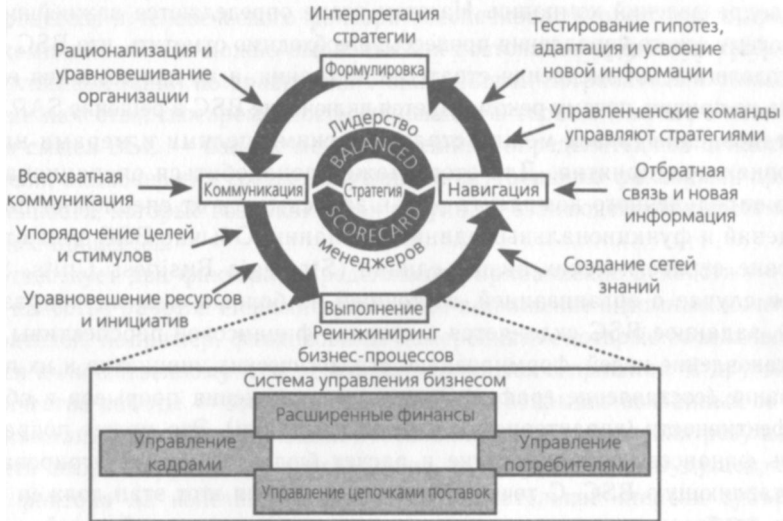 Интерпретация
стратегии
Рационализация и
уравновешивание
организации
Формулировка
Тестирование гипотез,
адаптация и усвоение
новой информации
Управленческие команды
управляют стратегиями
Лидерство
BALANCED
Всесторонная
коммуникация
Коммуникация
Стратегия
Навигация
Отбратная
связь и новая
информация
SCORECARD
Менеджеров
Упорядочение целей
и стимулов
Создание сетей
знаний
Уравновешение ресурсов
и инициатив
Выполнение
Реинжиниринг
бизнес-процессов
Система управления бизнесом
Расширенные финансы
Управление
кадрами
Управление
потребителями
Управление цепочками поставок